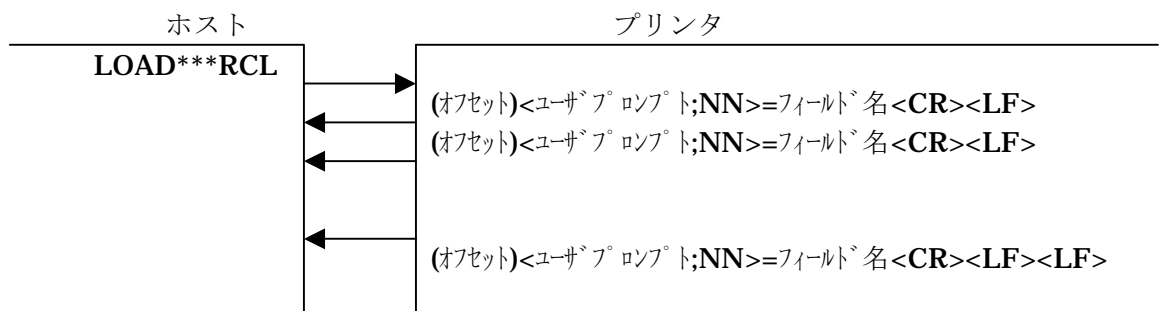 ホスト プリンタ
LOAD***RCL
(ｵﾌｾｯﾄ)<ﾕｰｻﾞﾌﾟﾛﾝﾌﾟﾄ;NN>=ﾌｨｰﾙﾄﾞ名<CR><LF>
(ｵﾌｾｯﾄ)<ﾕｰｻﾞﾌﾟﾛﾝﾌﾟﾄ;NN>=ﾌｨｰﾙﾄﾞ名<CR><LF>
(ｵﾌｾｯﾄ)<ﾕｰｻﾞﾌﾟﾛﾝﾌﾟﾄ;NN>=ﾌｨｰﾙﾄﾞ名<CR><LF><LF>